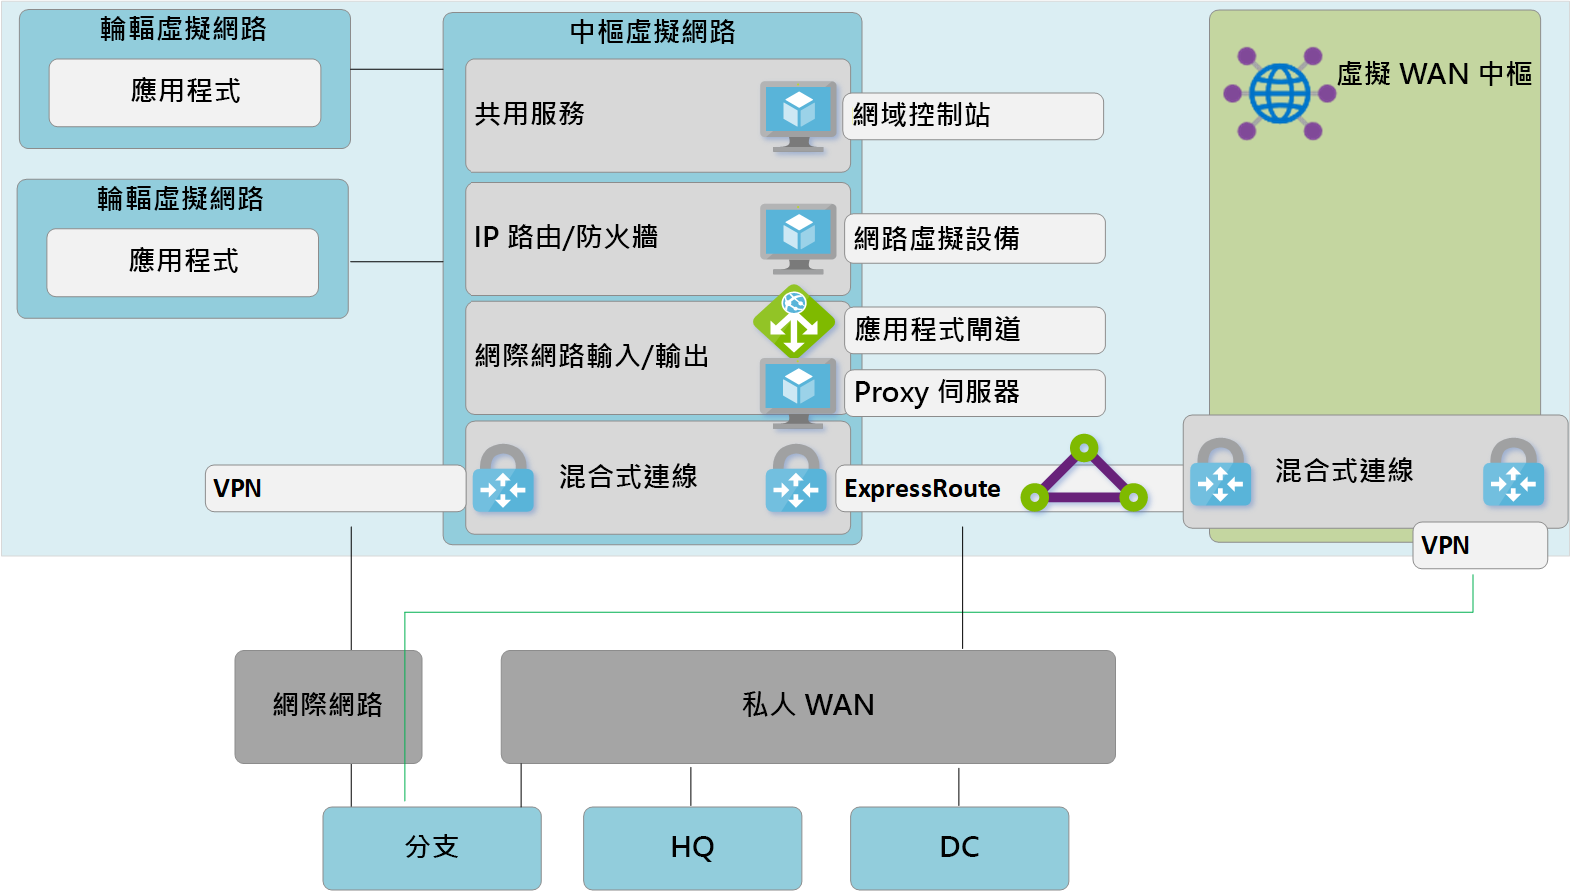 輪輻虛擬網路
應用程式
輪輻虛擬網路
應用程式
中樞虛擬網路
共用服務
網域控制站
IP 路由/防火牆
網路虛擬設備
網際網路輸入/輸出
應用程式閘道
Proxy 伺服器
VPN
混合式連線
ExpressRoute
虛擬 WAN 中樞
混合式連線
VPN
網際網路
私人 WAN
分支
HQ
DC